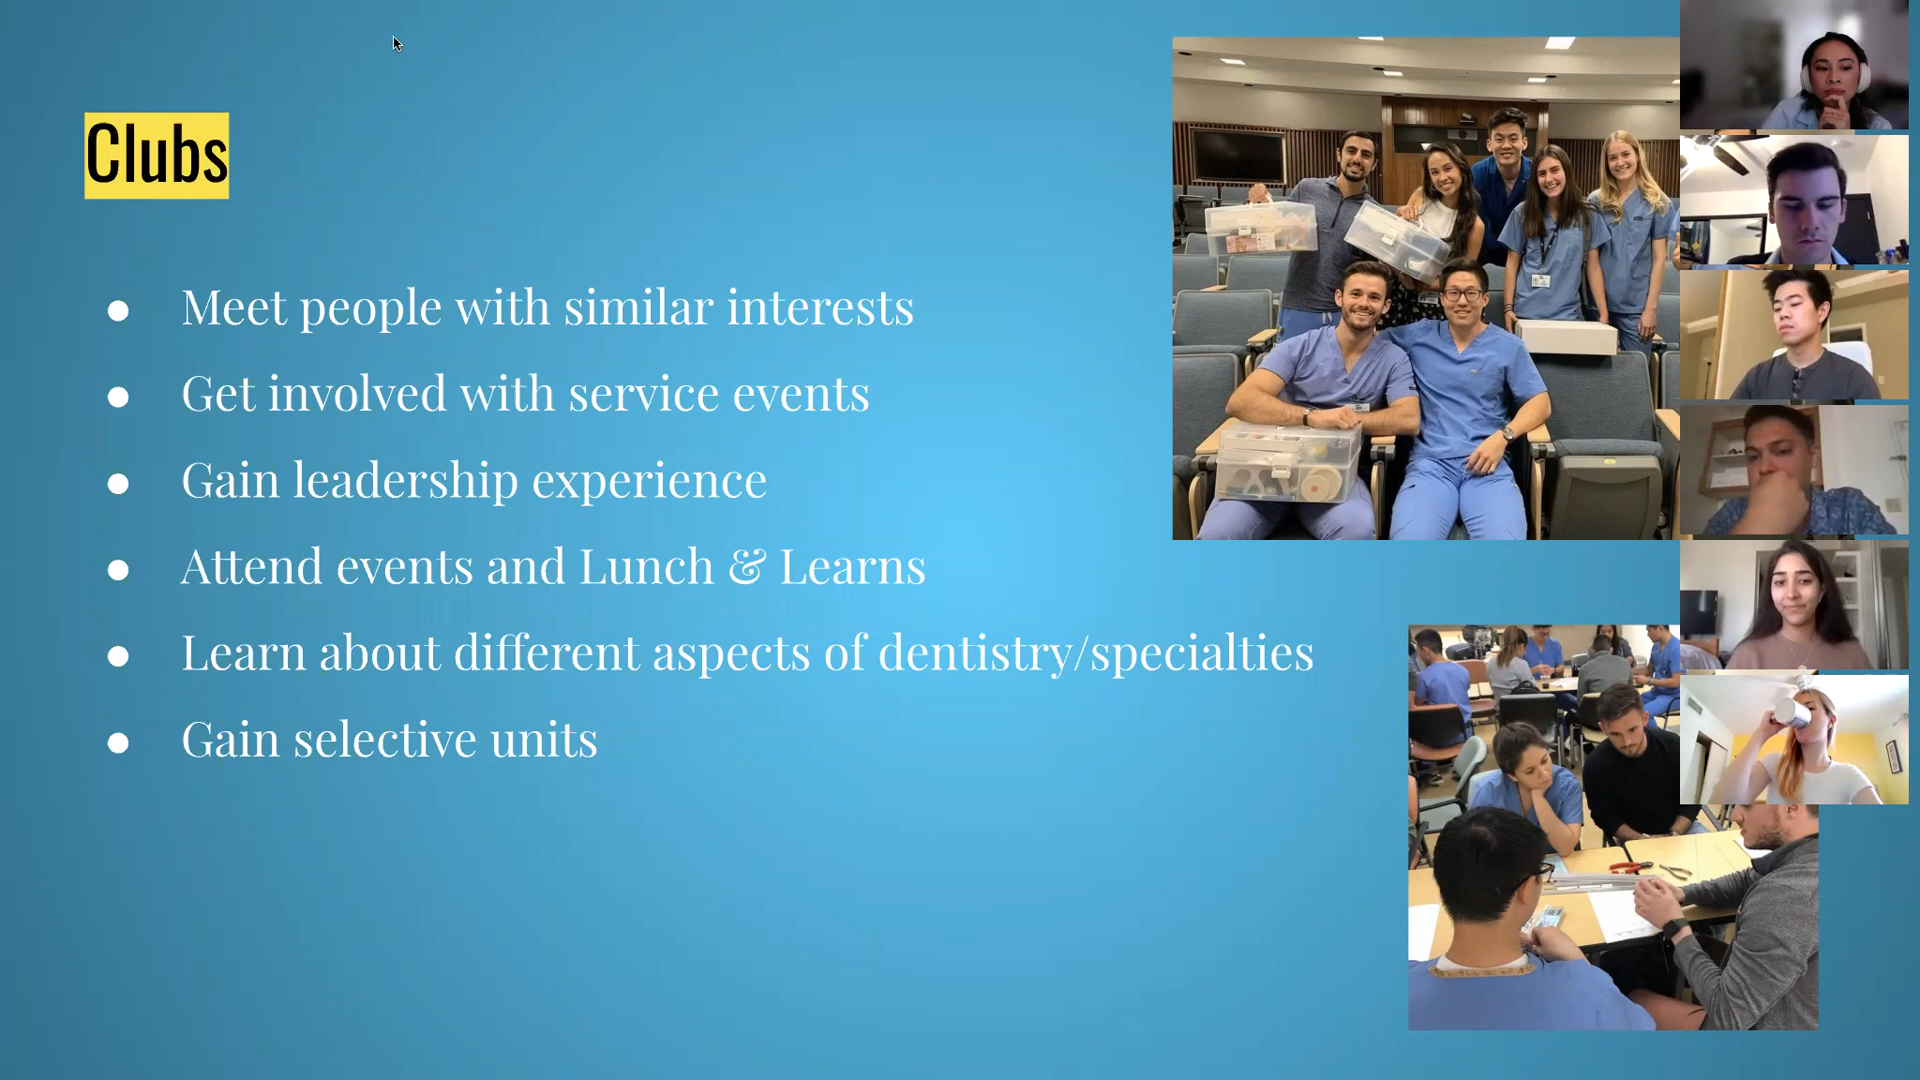 Clubs
● Meet people with similar interests
● Get involved with service events
● Gain leadership experience
● Attend events and Lunch & Learns
● Learn about different aspects of dentistry/specialties
● Gain selective units